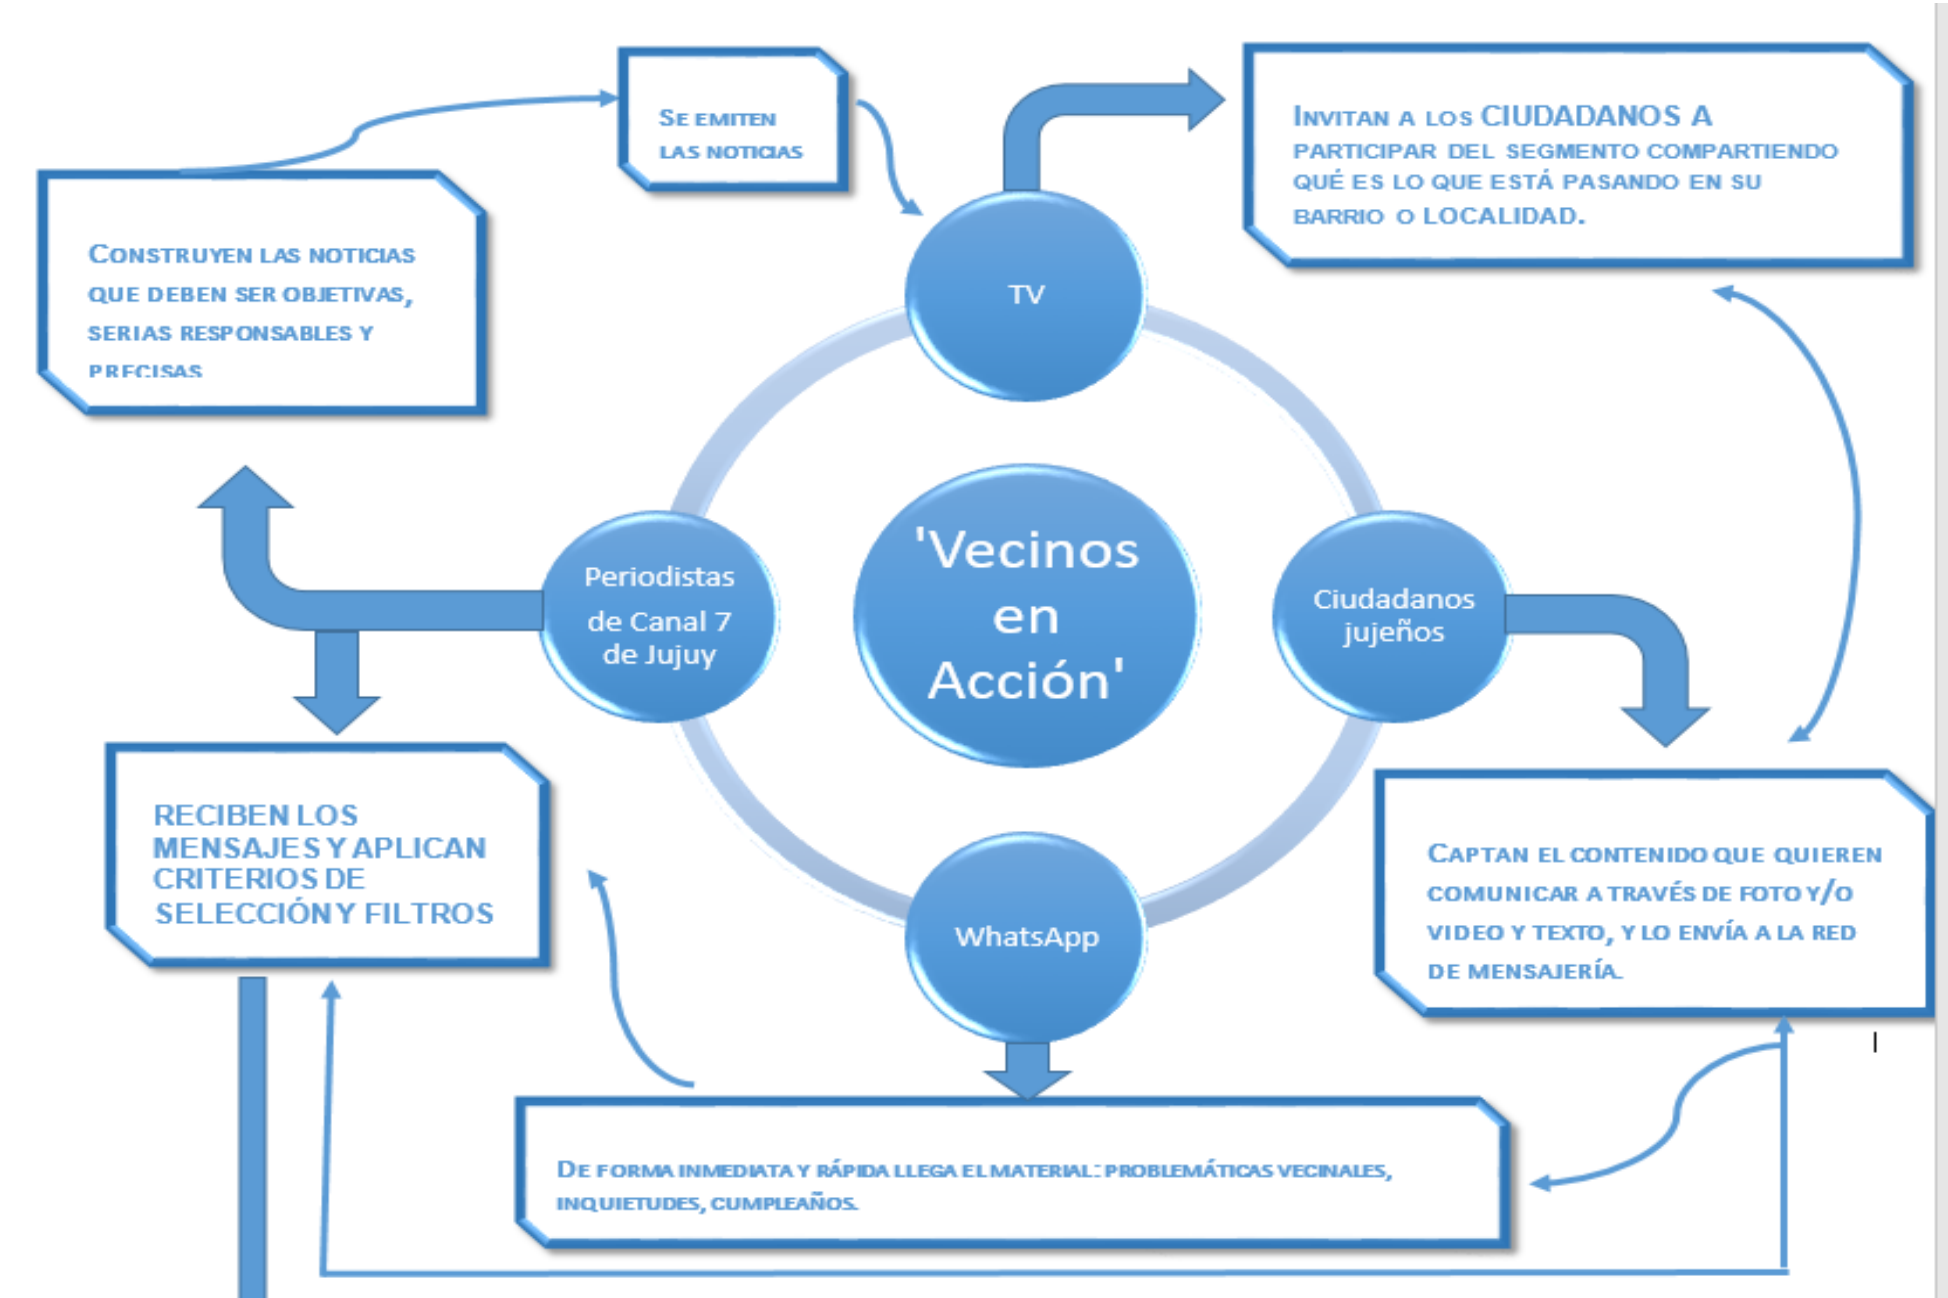 SE EMITEN
LAS NOTICIAS
INVITAN A LOS CIUDADANOS A
PARTICIPAR DEL SEGMENTO COMPARTIENDO
QUÉ ES LO QUE ESTÁ PASANDO EN SU
BARRIO O LOCALIDAD.
CONSTRUYEN LAS NOTICIAS
QUE DEBEN SER OBJETIVAS,
SERIAS RESPONSABLES Y
PRECISAS
TV
'Vecinos
en
Acción'
Periodistas
de Canal 7
de Jujuy
Ciudadanos
jujeños
RECIBEN LOS
MENSAJES Y APLICAN
CRITERIOS DE
SELECCIÓN Y FILTROS
WhatsApp
CAPTAN EL CONTENIDO QUE QUIEREN
COMUNICAR A TRAVÉS DE FOTO Y/O
VIDEO Y TEXTO, Y LO ENVÍA A LA RED
DE MENSAJERÍA.
DE FORMA INMEDIATA Y RÁPIDA LLEGA EL MATERIAL: PROBLEMÁTICAS VECINALES,
INQUIETUDES, CUMPLEAÑOS.